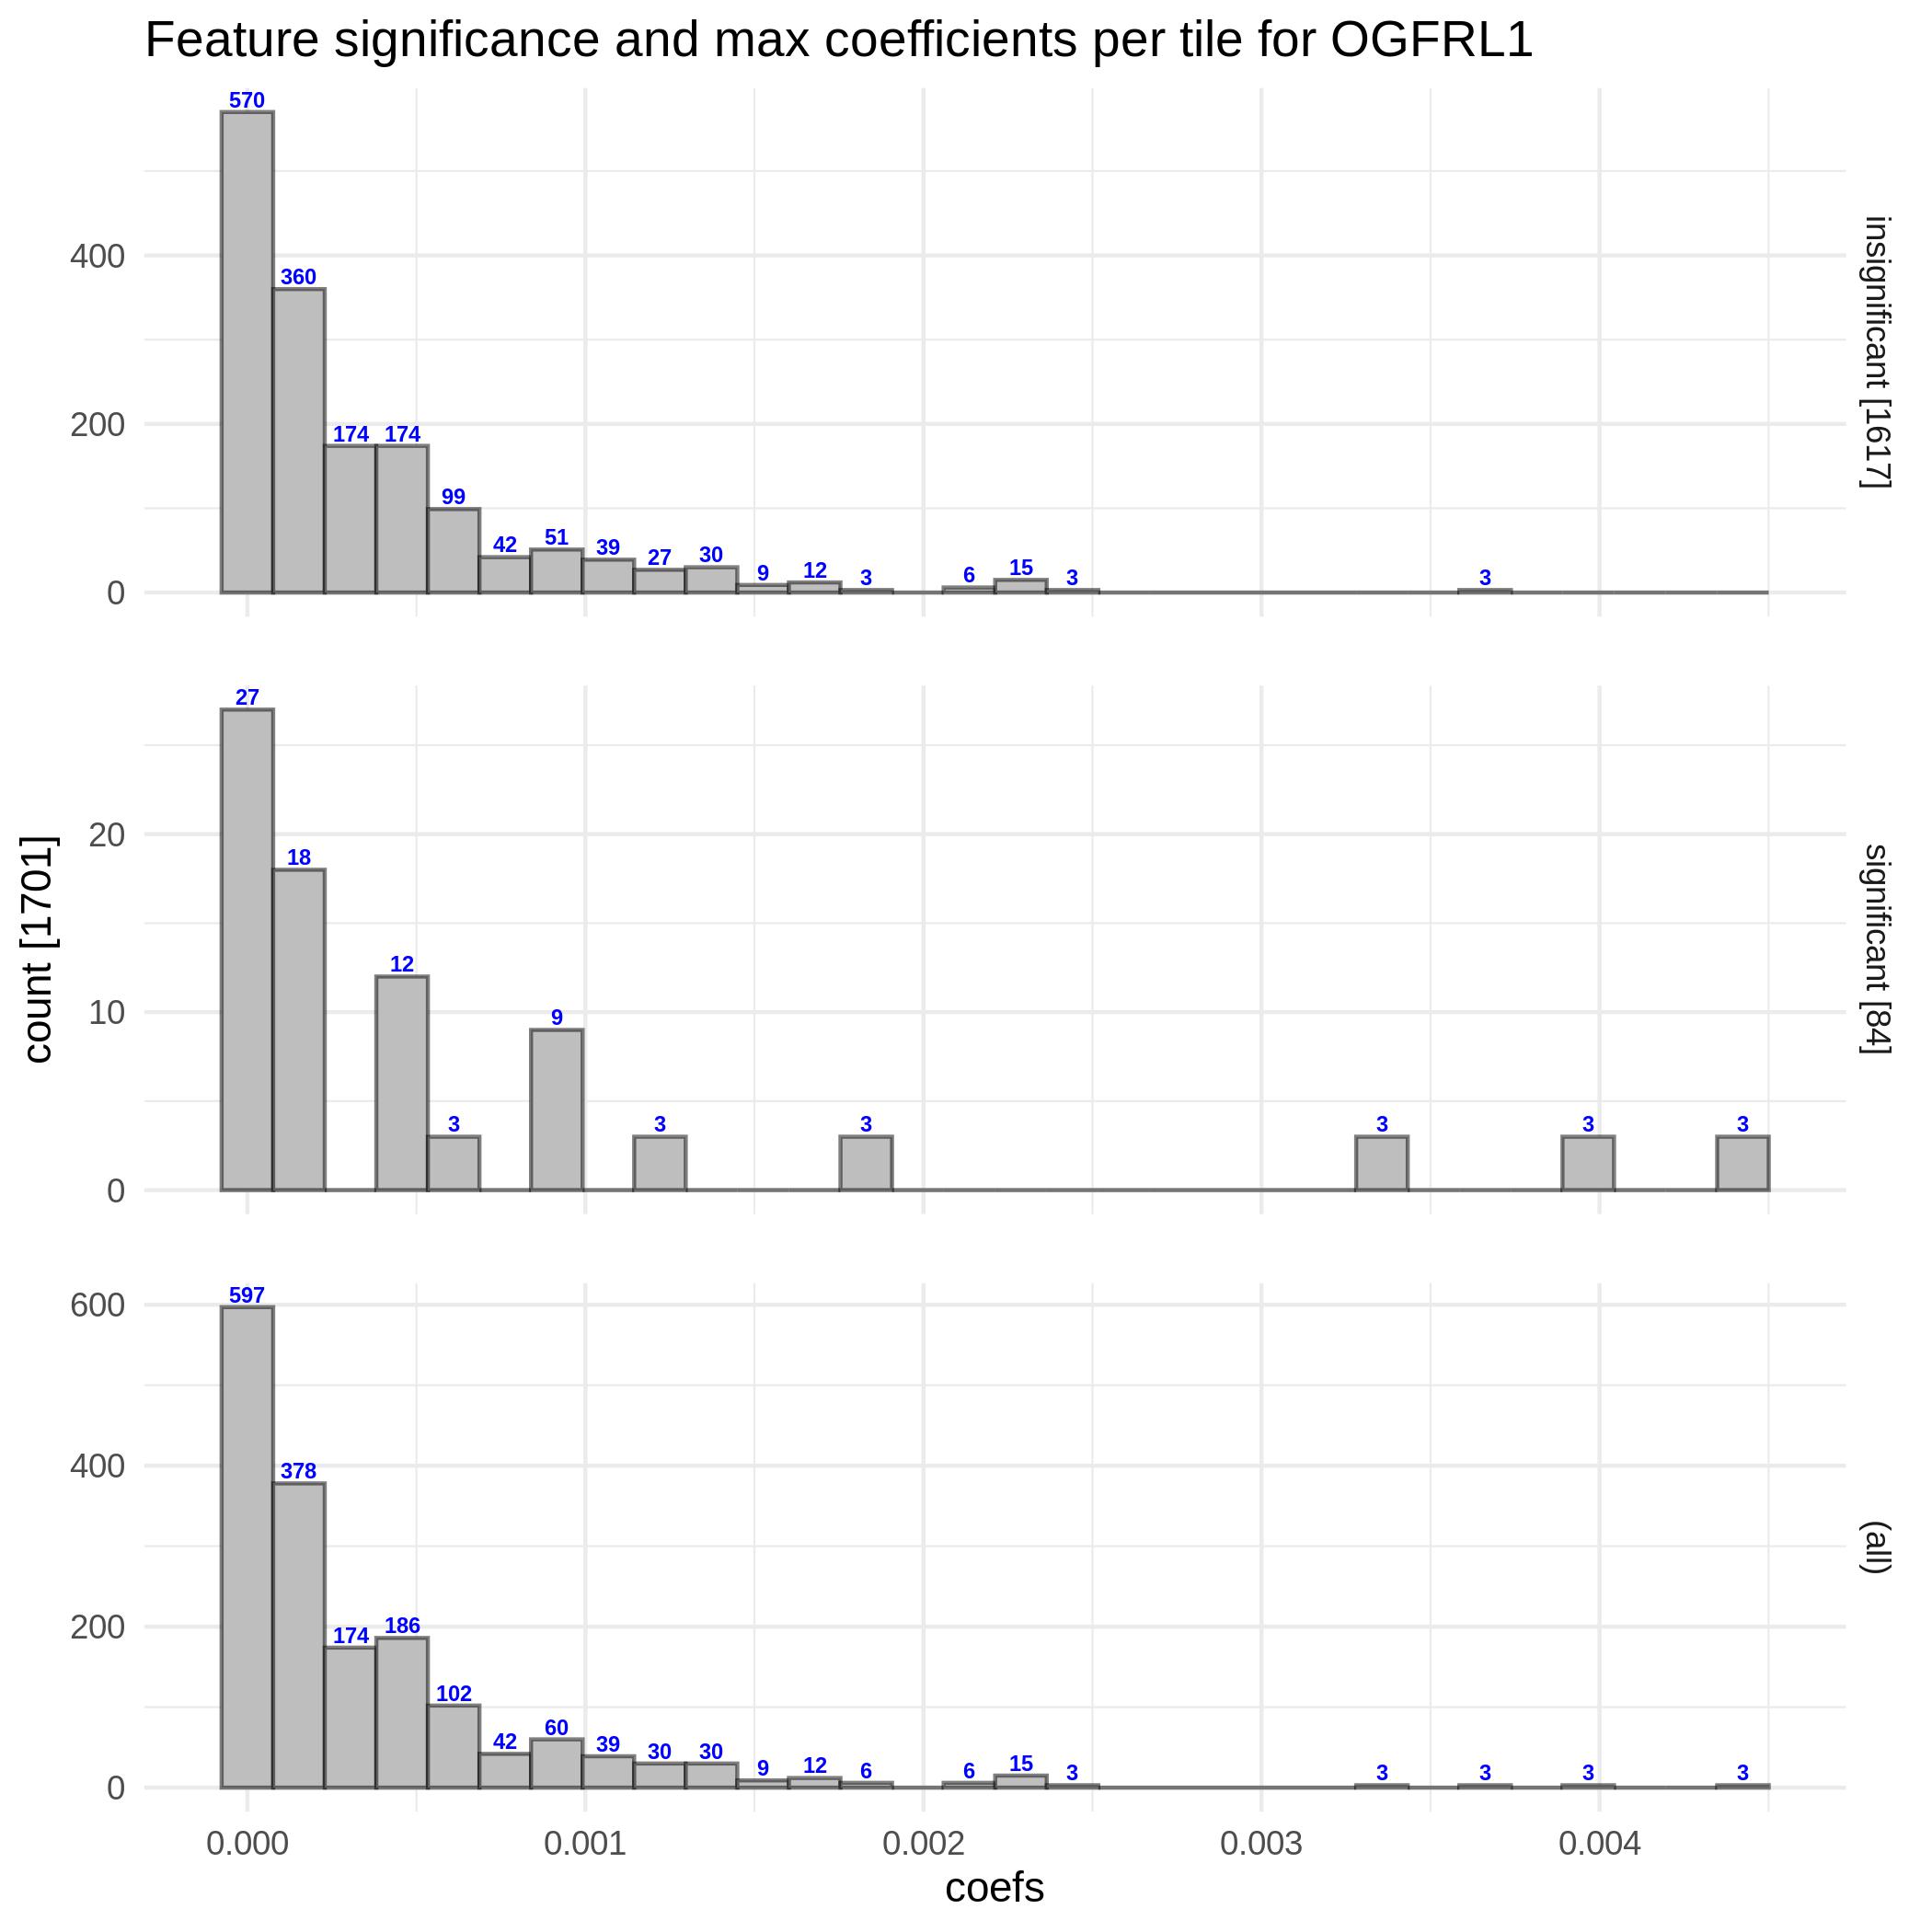 Feature significance and max coefficients per tile for OGFRL1
570
360
174 174
99
42 51 39 27 30 9 12 3 6 15 3 3
400
200
0
insignificant [1617]
27
18
12
3
9
3 3 3 3 3
20
10
0
significant [84]
count [1701]
597
378
174 186
102
42 60 39 30 30 9 12 6 6 15 3 3 3 3 3
600
400
200
0
(all)
0.000 0.001 0.002 0.003 0.004
coefs